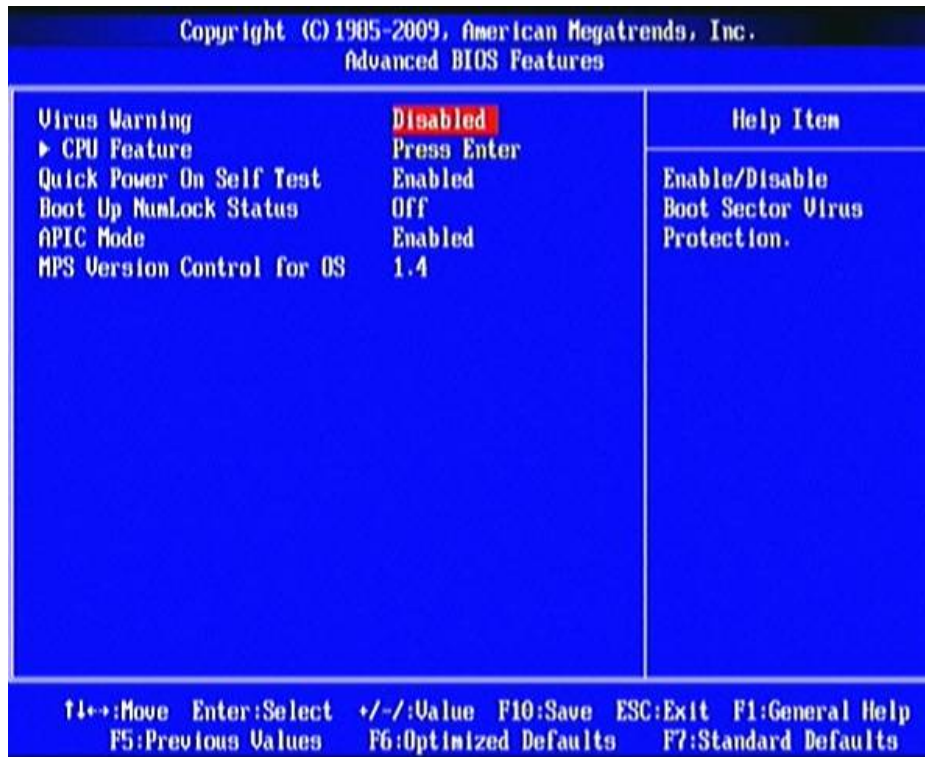 Copyright (C)1985-2009, American Megatrends, Inc.
Advanced BIOS Features
Virus Warning Disabled
▶ CPU Feature Press Enter
Quick Power On Self Test Enabled
Boot Up NumLock Status Off
APIC Mode Enabled
MPS Version Control for OS 1.4
Help Item
Enable/Disable
Boot Sector Virus
Protection.
↑↓←→:Move Enter:Select +/-/:Value F10:Save ESC:Exit F1:General Help
F5:Previous Values F6:Optimized Defaults F7:Standard Defaults